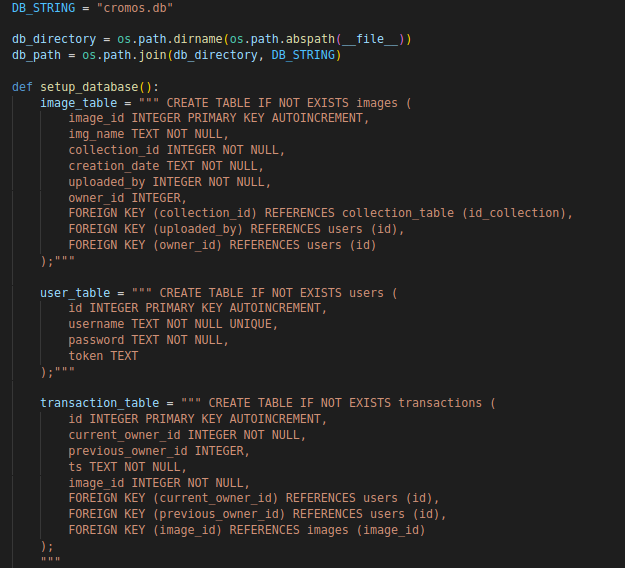 DB_STRING = "cromos.db"
db_directory = os.path.dirname(os.path.abspath(__file__))
db_path = os.path.join(db_directory, DB_STRING)
def setup_database():
image_table = """ CREATE TABLE IF NOT EXISTS images (
image_id INTEGER PRIMARY KEY AUTOINCREMENT,
img_name TEXT NOT NULL,
collection_id INTEGER NOT NULL,
creation_date TEXT NOT NULL,
uploaded_by INTEGER NOT NULL,
owner_id INTEGER,
FOREIGN KEY (collection_id) REFERENCES collection_table (id_collection),
FOREIGN KEY (uploaded_by) REFERENCES users (id),
FOREIGN KEY (owner_id) REFERENCES users (id)
);"""
user_table = """ CREATE TABLE IF NOT EXISTS users (
id INTEGER PRIMARY KEY AUTOINCREMENT,
username TEXT NOT NULL UNIQUE,
password TEXT NOT NULL,
token TEXT
);"""
transaction_table = """ CREATE TABLE IF NOT EXISTS transactions (
id INTEGER PRIMARY KEY AUTOINCREMENT,
current_owner_id INTEGER NOT NULL,
previous_owner_id INTEGER,
ts TEXT NOT NULL,
image_id INTEGER NOT NULL,
FOREIGN KEY (current_owner_id) REFERENCES users (id),
FOREIGN KEY (previous_owner_id) REFERENCES users (id),
FOREIGN KEY (image_id) REFERENCES images (image_id)
);
"""